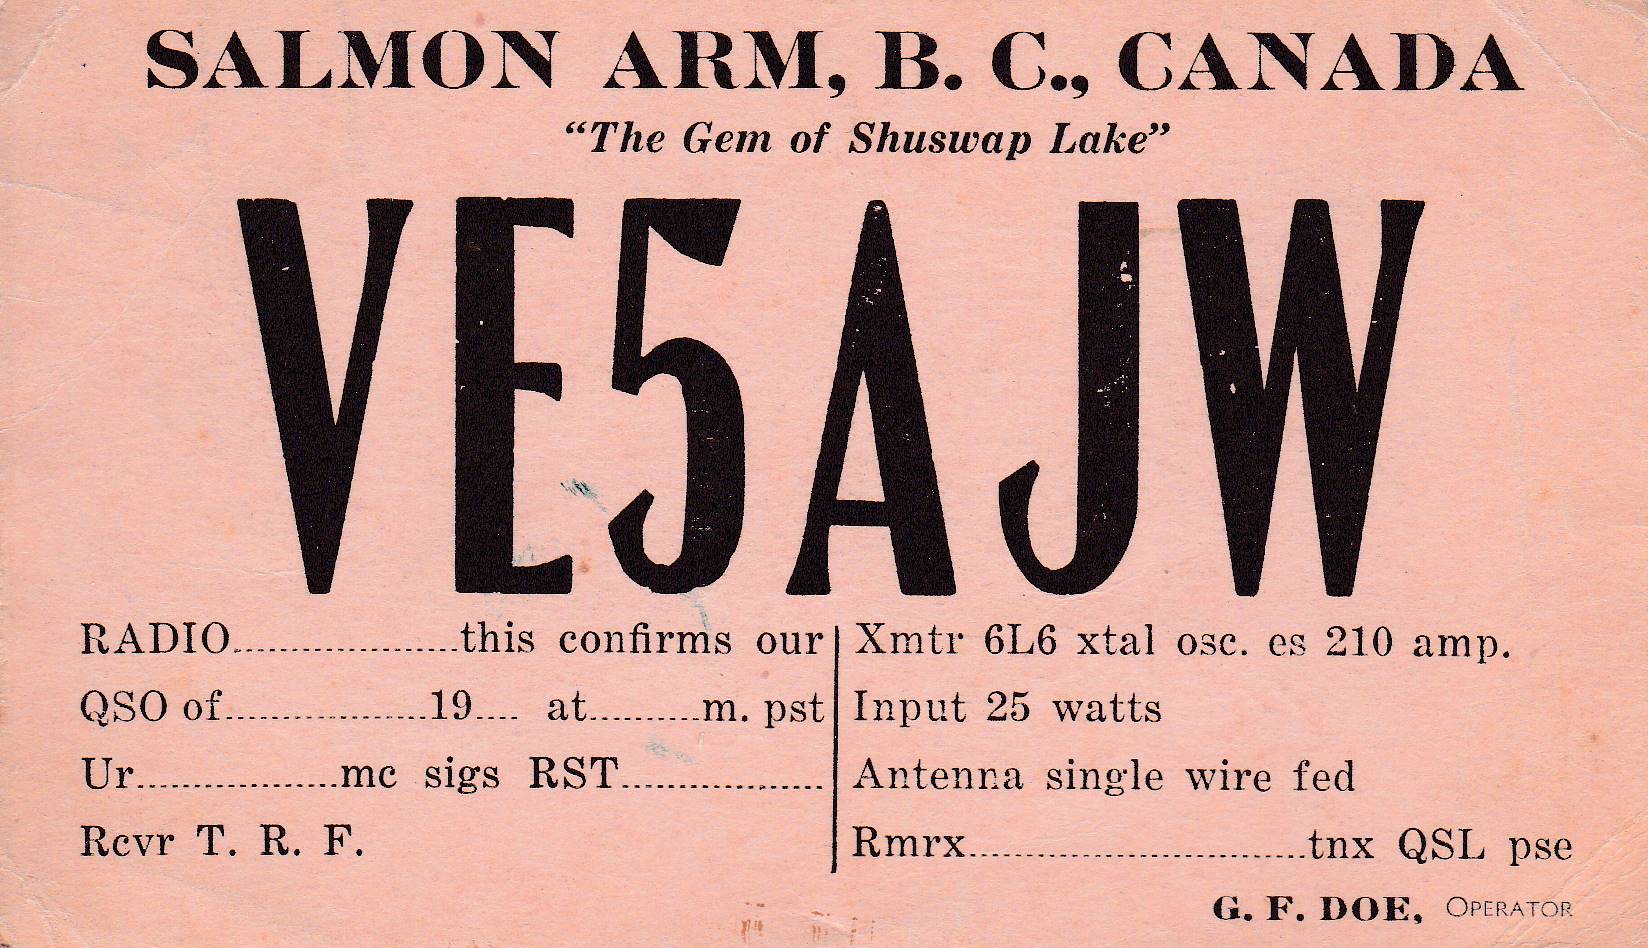 SALMON ARM, B. C., CANADA
“The Gem of Shuswap Lake”
VE5AJW
RADIO....................this confirms our
QSO of..................19.... at..........m. pst
Ur..................mc sigs RST..................
Rcvr T. R. F.
Xmtr 6L6 xtal osc. es 210 amp.
Input 25 watts
Antenna single wire fed
Rmrx..............................tnx QSL pse
G. F. DOE, OPERATOR